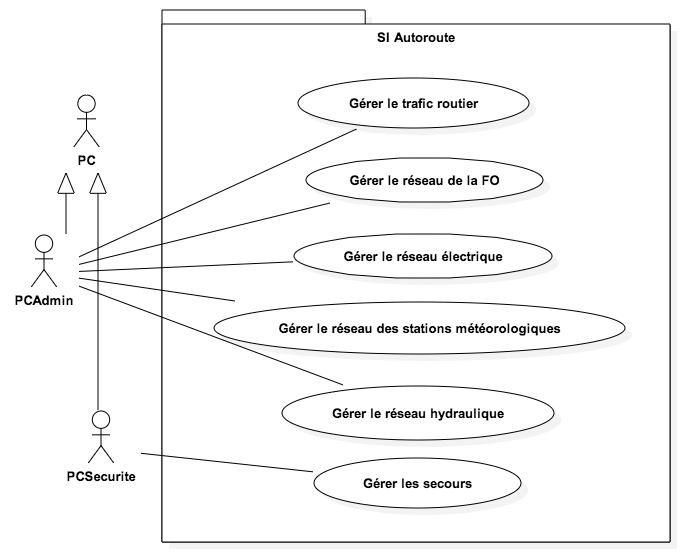 SI Autoroute
Gérer le trafic routier
PC
Gérer le réseau de la FO
Gérer le réseau électrique
PCAdmin
Gérer le réseau des stations météorologiques
Gérer le réseau hydraulique
PCSecurite
Gérer les secours